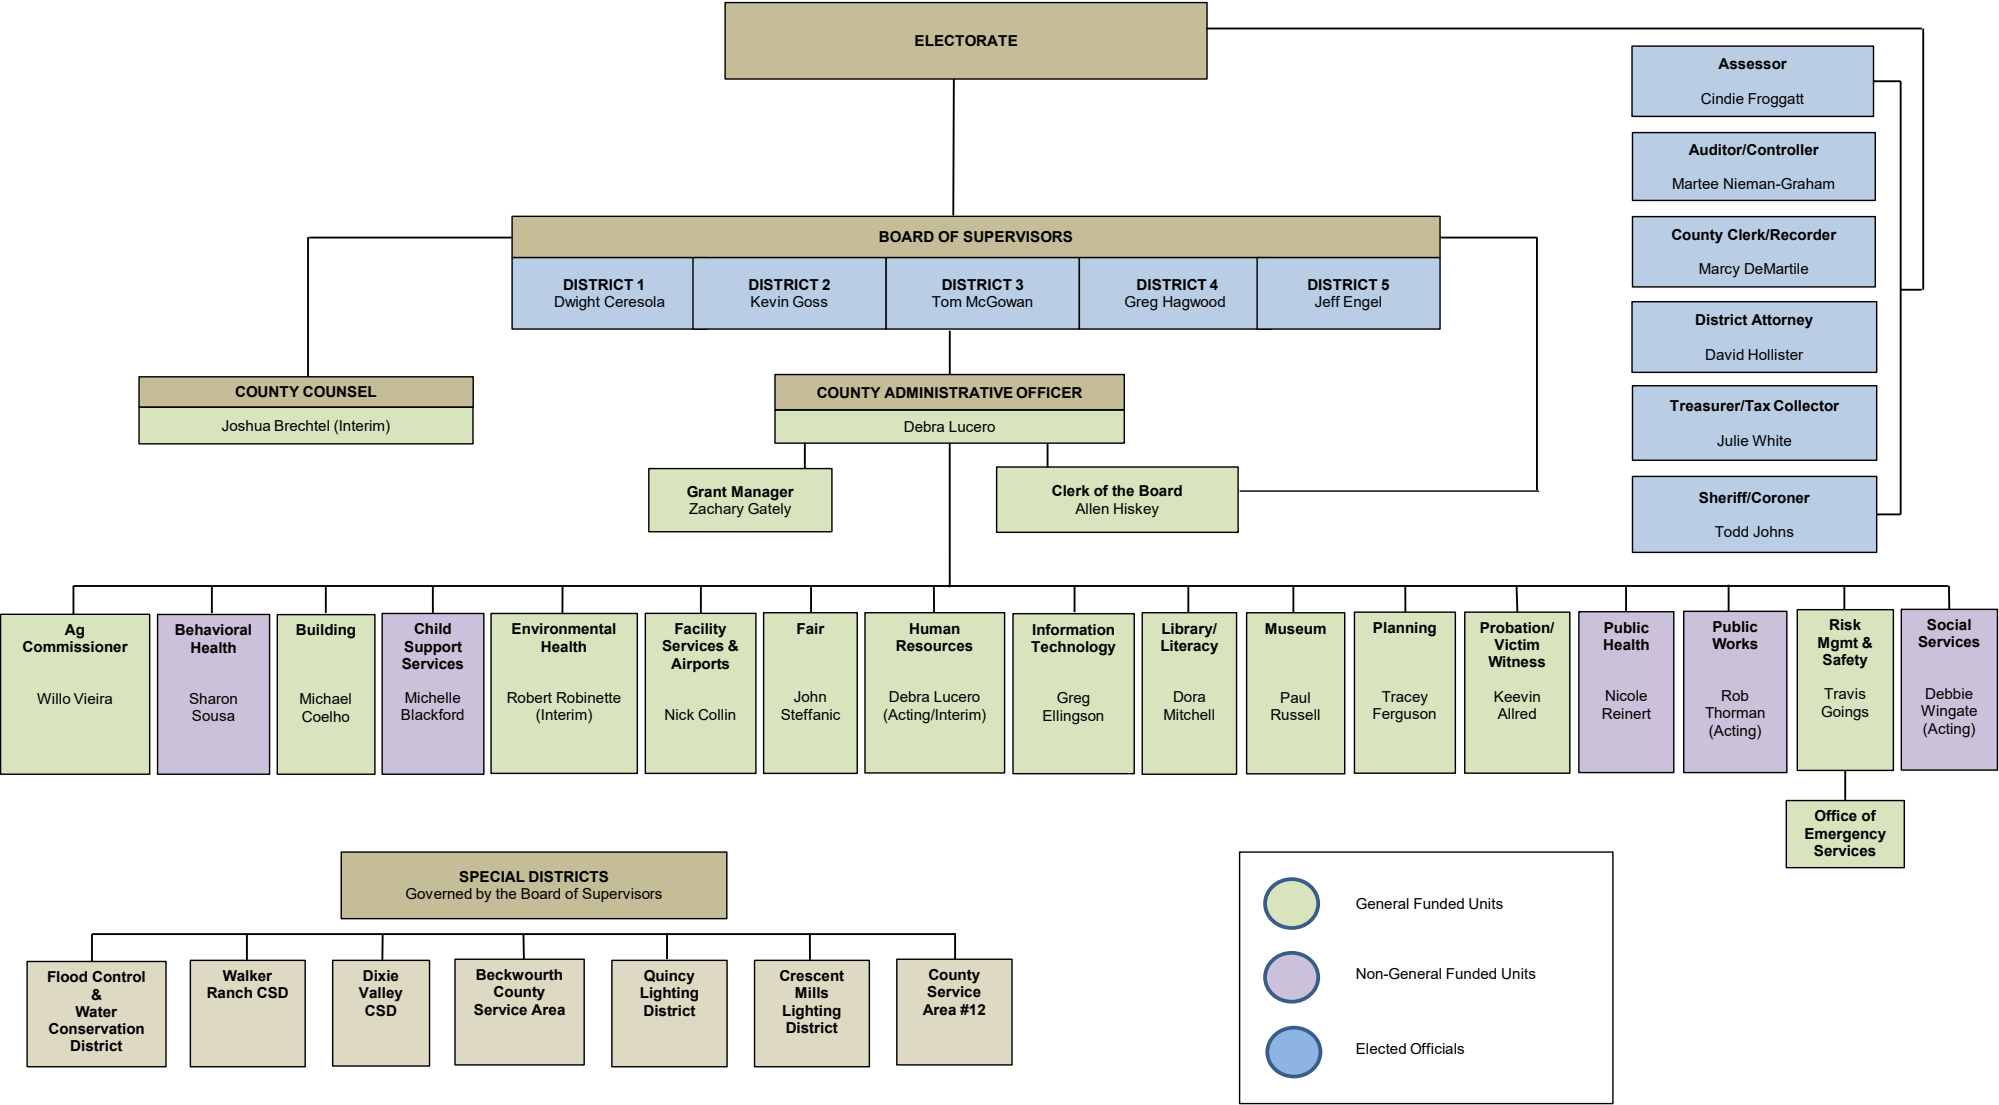 ELECTORATE
Assessor
Cindie Froggatt
Auditor/Controller
Martee Nieman-Graham
County Clerk/Recorder
Marcy DeMartile
District Attorney
David Hollister
Treasurer/Tax Collector
Julie White
Sheriff/Coroner
Todd Johns
BOARD OF SUPERVISORS
DISTRICT 1
Dwight Ceresola
DISTRICT 2
Kevin Goss
DISTRICT 3
Tom McGowan
DISTRICT 4
Greg Hagwood
DISTRICT 5
Jeff Engel
COUNTY COUNSEL
Joshua Brechtel (Interim)
COUNTY ADMINISTRATIVE OFFICER
Debra Lucero
Grant Manager
Zachary Gately
Clerk of the Board
Allen Hiskey
Ag
Commissioner
Willo Vieira
Behavioral
Health
Sharon
Sousa
Building
Michael
Coelho
Child
Support
Services
Michelle
Blackford
Environmental
Health
Robert Robinette
(Interim)
Facility
Services &
Airports
Nick Collin
Fair
John
Steffanic
Human
Resources
Debra Lucero
(Acting/Interim)
Information
Technology
Greg
Ellingson
Library/
Literacy
Dora
Mitchell
Museum
Paul
Russell
Planning
Tracey
Ferguson
Probation/
Victim
Witness
Keevin
Allred
Public
Health
Nicole
Reinert
Public
Works
Rob
Thorman
(Acting)
Risk
Mgmt &
Safety
Travis
Goings
Social
Services
Debbie
Wingate
(Acting)
Office of
Emergency
Services
SPECIAL DISTRICTS
Governed by the Board of Supervisors
Flood Control
&
Water
Conservation
District
Walker
Ranch CSD
Dixie
Valley
CSD
Beckwourth
County
Service Area
Quincy
Lighting
District
Crescent
Mills
Lighting
District
County
Service
Area #12
General Funded Units
Non-General Funded Units
Elected Officials